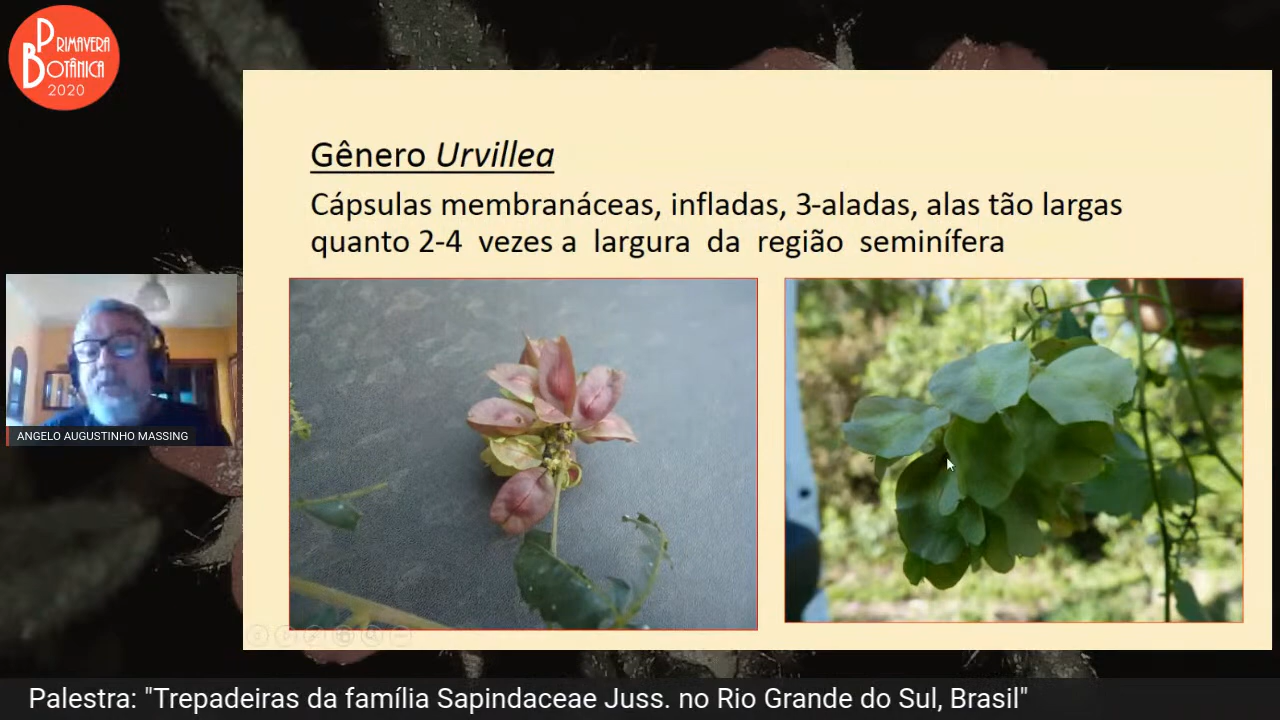 PRIMAVERA
BOTÂNICA
2020
Gênero Urvillea
Cápsulas membranáceas, infladas, 3-aladas, alas tão largas
quanto 2-4 vezes a largura da região seminífera
ANGELO AUGUSTINHO MASSING
Palestra: "Trepadeiras da família Sapindaceae Juss. no Rio Grande do Sul, Brasil"